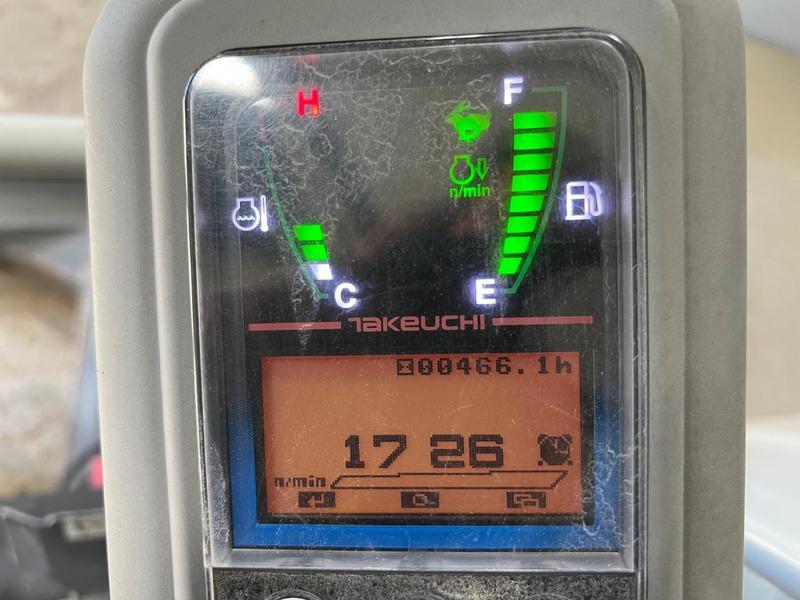 H
F
n/min
C
E
TAKEUCHI
00466.1h
17 26
n/min